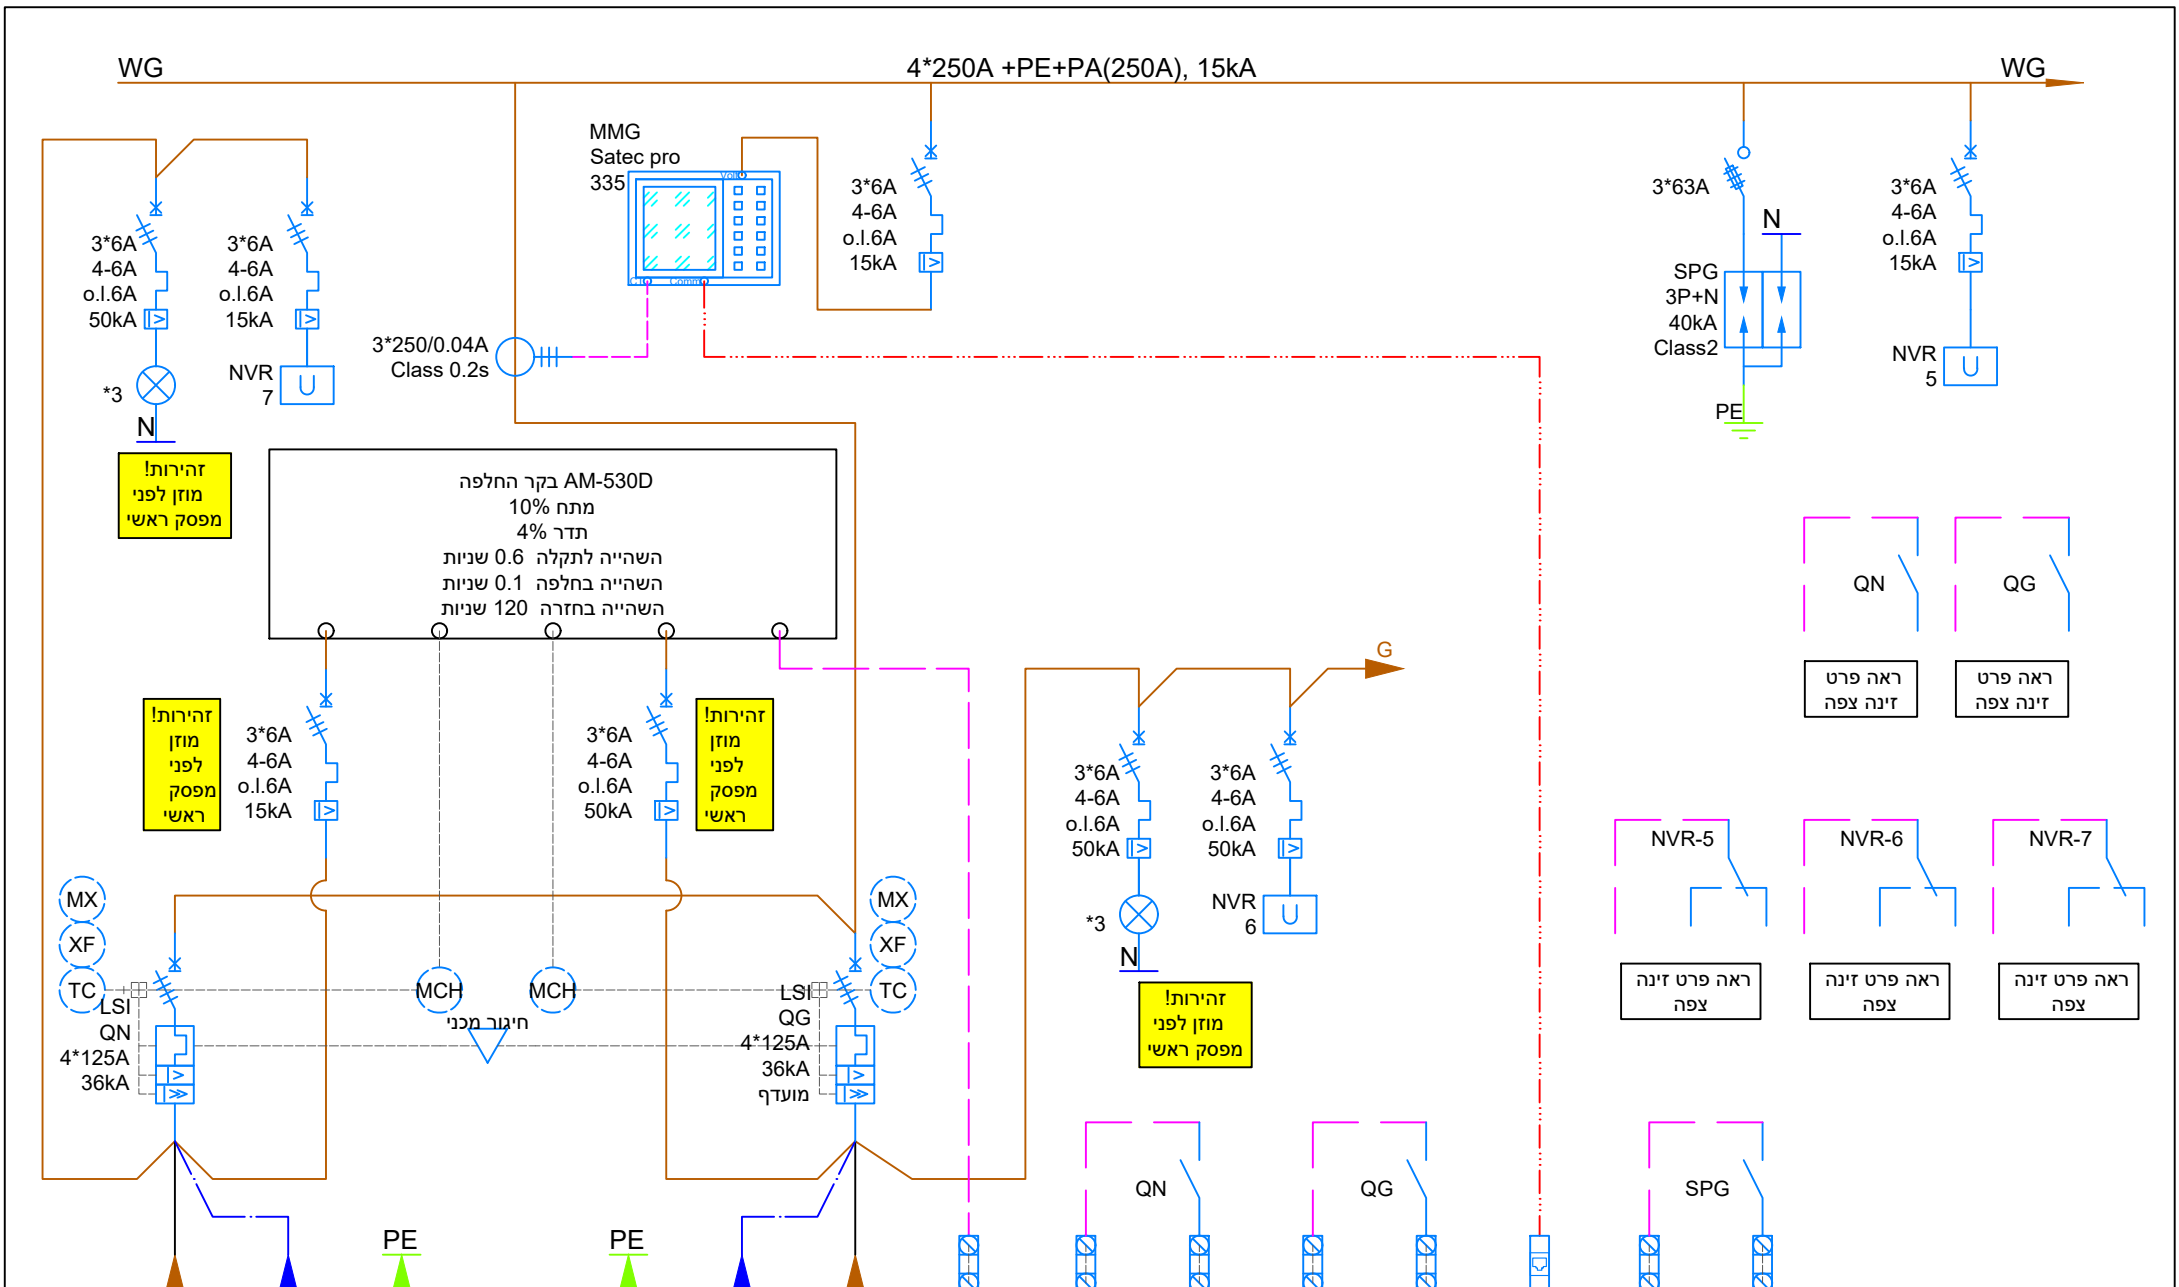 WG
4*250A +PE+PA(250A), 15kA
WG
MMG
Satec pro
335
Volt
CT
Comm
3*6A
4-6A
o.l.6A
50kA
*3
N
3*6A
4-6A
o.l.6A
15kA
NVR
7
3*250/0.04A
Class 0.2s
3*6A
4-6A
o.l.6A
15kA
3*63A
N
SPG
3P+N
40kA
Class2
PE
3*6A
4-6A
o.l.6A
15kA
NVR
5
U
U
זהירות!
מוזן לפני
מפסק ראשי
בקר החלפה AM-530D
מתח 10%
תדר 4%
השהייה לתקלה 0.6 שניות
השהייה בחלפה 0.1 שניות
השהייה בחזרה 120 שניות
QN
QG
ראה פרט
זינה צפה
ראה פרט
זינה צפה
G
זהירות!
מוזן
לפני
מפסק
ראשי
3*6A
4-6A
o.l.6A
15kA
3*6A
4-6A
o.l.6A
50kA
זהירות!
מוזן
לפני
מפסק
ראשי
3*6A
4-6A
o.l.6A
50kA
*3
N
3*6A
4-6A
o.l.6A
50kA
NVR
6
U
NVR-5
NVR-6
NVR-7
ראה פרט זינה
צפה
ראה פרט זינה
צפה
ראה פרט זינה
צפה
MX
XF
TC
LSI
QN
4*125A
36kA
MCH
MCH
חיגור מכני
MX
XF
TC
LSI
QG
4*125A
36kA
מועדף
זהירות!
מוזן לפני
מפסק ראשי
QN
QG
SPG
PE
PE